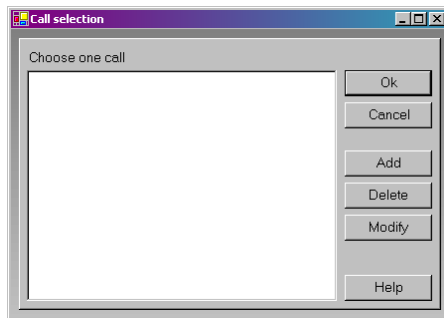 Call selection
Choose one call
Ok
Cancel
Add
Delete
Modify
Help